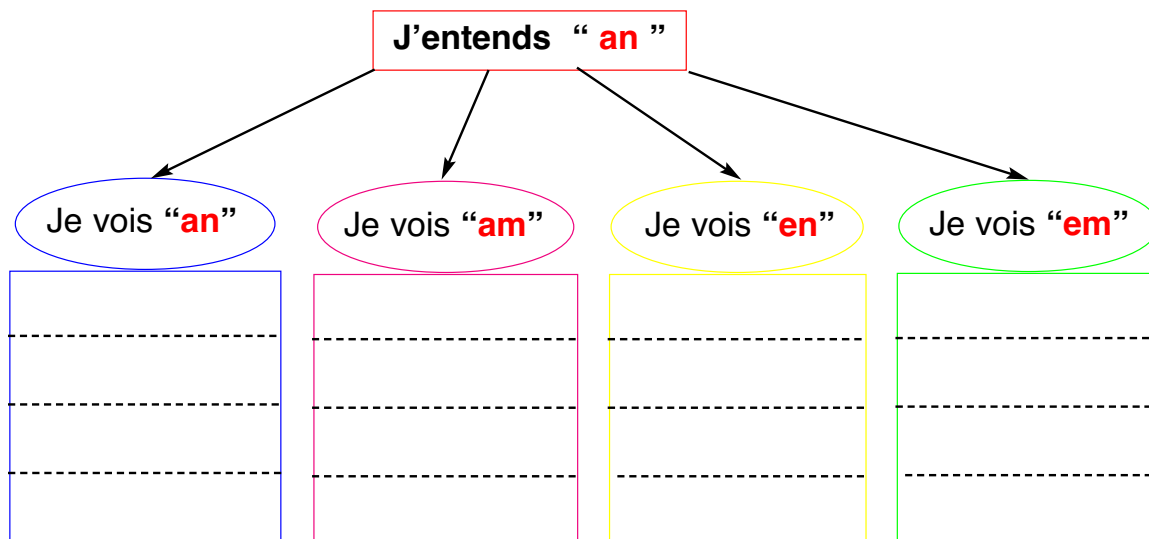 J'entends “ an ”
Je vois “an”
Je vois “am”
Je vois “en”
Je vois “em”